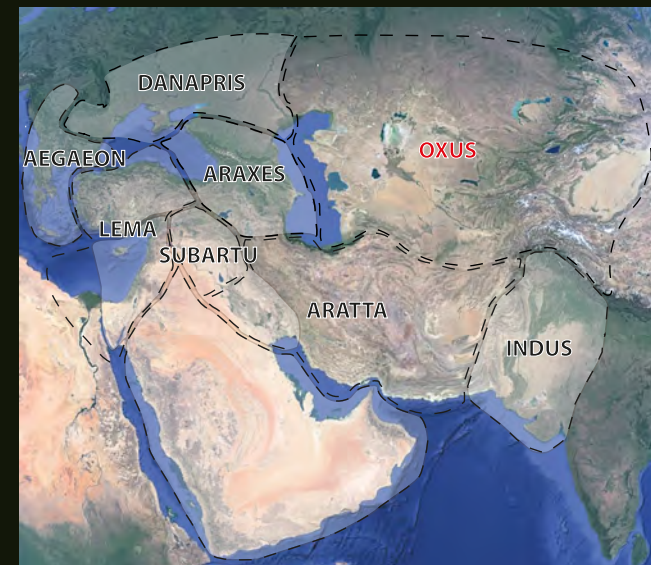 DANAPRIS
OXUS
AEGAEON
ARAXES
LEMA
SUBARTU
ARATTA
INDUS